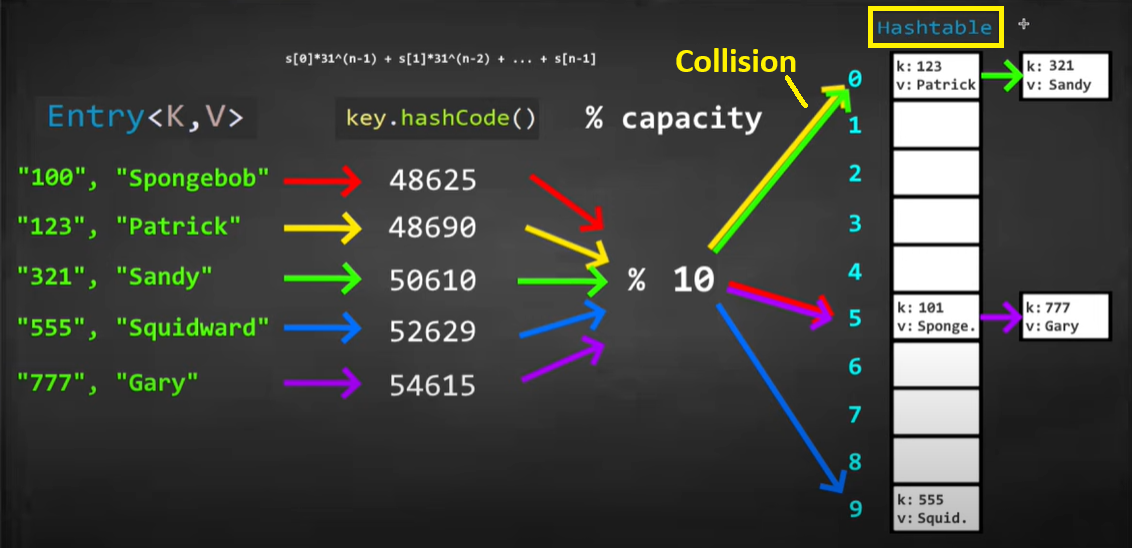 Hashtable
s[0]*31^(n-1) + s[1]*31^(n-2) + ... + s[n-1]
Collision
Entry<K,V>
key.hashCode()
% capacity
"100", "Spongebob"
48625
"123", "Patrick"
48690
"321", "Sandy"
50610
"555", "Squidward"
52629
"777", "Gary"
54615
% 10
0
k: 123
v: Patrick
k: 321
v: Sandy
1
2
3
4
5
k: 101
v: Sponge.
k: 777
v: Gary
6
7
8
9
k: 555
v: Squid.